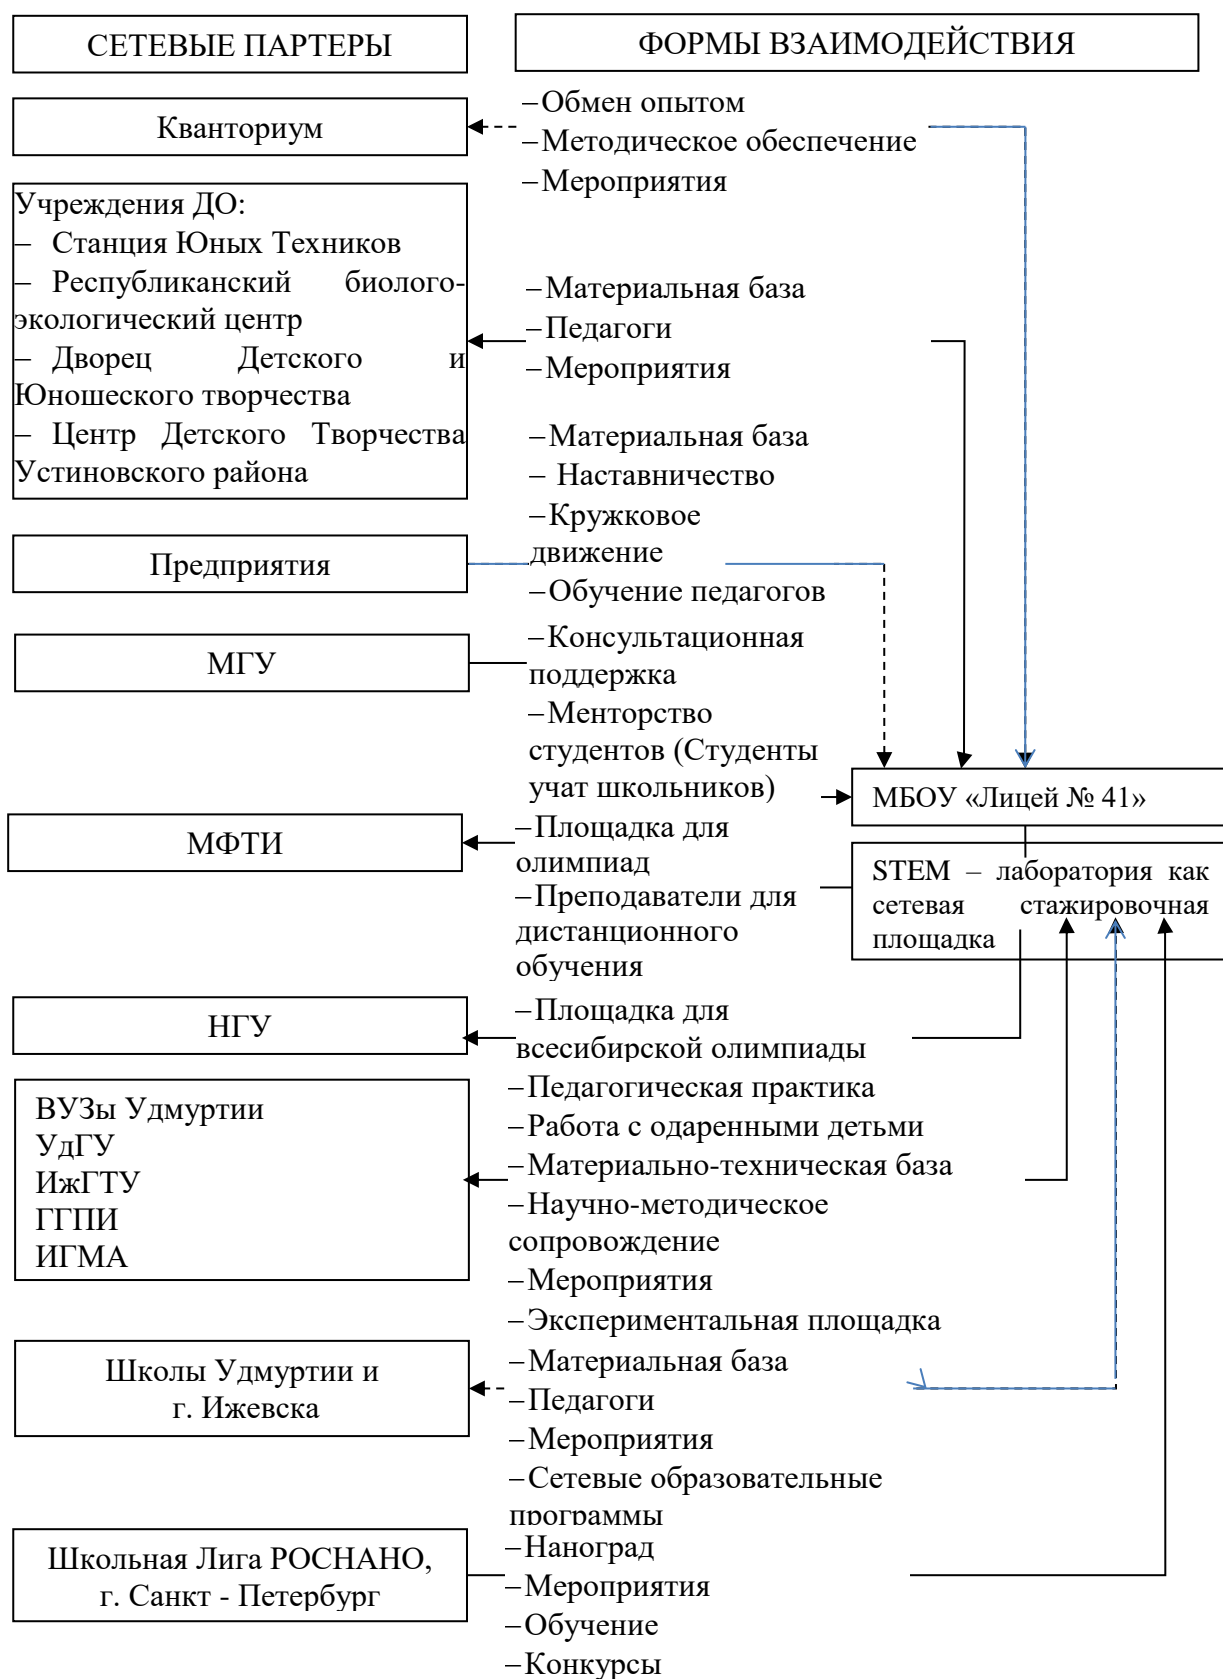 СЕТЕВЫЕ ПАРТЕРЫ
ФОРМЫ ВЗАИМОДЕЙСТВИЯ
Кванториум
–Обмен опытом
–Методическое обеспечение
–Мероприятия
Учреждения ДО:
– Станция Юных Техников
– Республиканский биолого-
экологический центр
– Дворец Детского и
Юношеского творчества
– Центр Детского Творчества
Устиновского района
–Материальная база
–Педагоги
–Мероприятия
Предприятия
–Материальная база
– Наставничество
–Кружковое
движение
–Обучение педагогов
МГУ
–Консультационная
поддержка
–Менторство
студентов (Студенты
учат школьников)
МБОУ «Лицей № 41»
STEM – лаборатория как
сетевая стажировочная
площадка
МФТИ
–Площадка для
олимпиад
–Преподаватели для
дистанционного
обучения
НГУ
–Площадка для
всесибирской олимпиады
ВУЗы Удмуртии
УдГУ
ИжГТУ
ГГПИ
ИГМА
–Педагогическая практика
–Работа с одаренными детьми
–Материально-техническая база
–Научно-методическое
сопровождение
–Мероприятия
–Экспериментальная площадка
Школы Удмуртии и
г. Ижевска
–Материальная база
–Педагоги
–Мероприятия
–Сетевые образовательные
программы
Школьная Лига РОСНАНО,
г. Санкт - Петербург
–Наноград
–Мероприятия
–Обучение
–Конкурсы